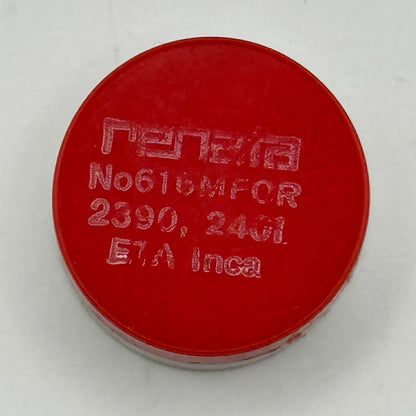 renata
No616MFOR
2390, 2401
ETA Inca